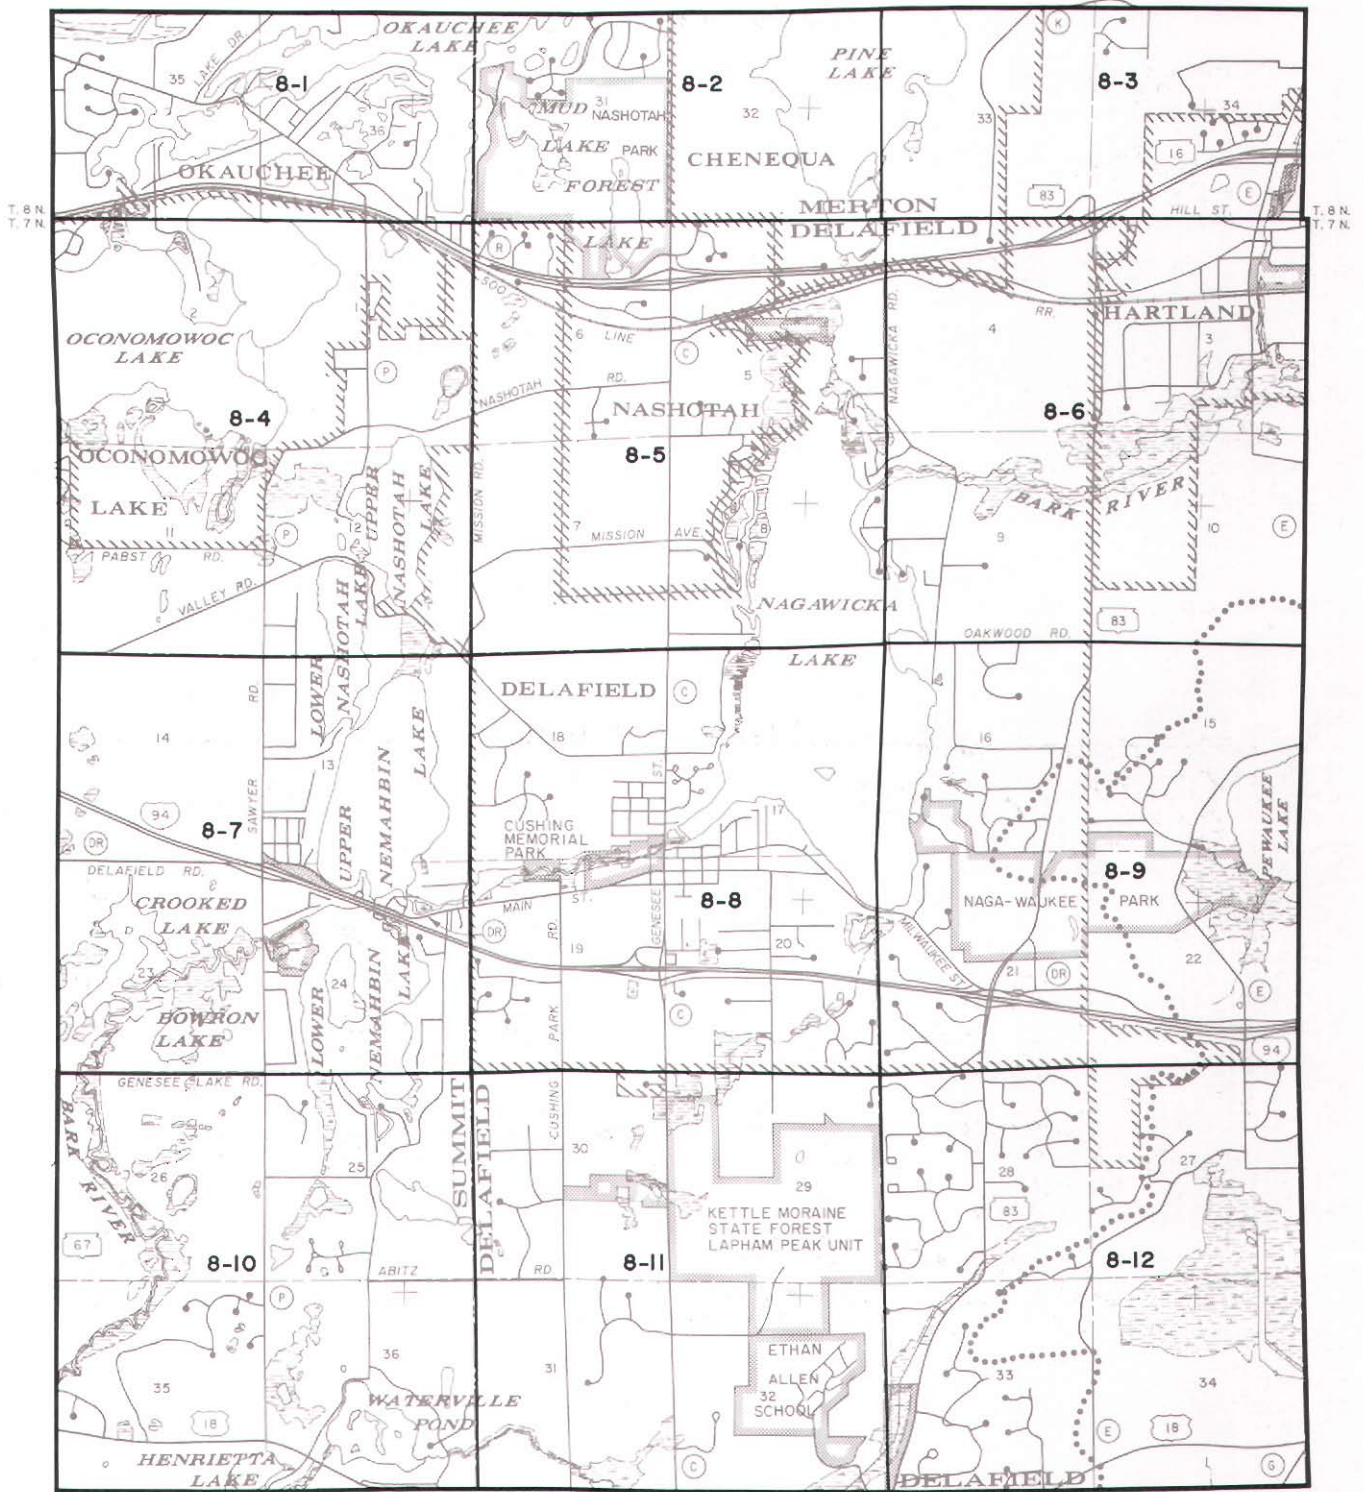 OKAUCHEE
LAKE
35
LAKE DR.
8-1
36
OKAUCHEE
31
MUD
NASHOTAH
LAKE PARK
FOREST
8-2
32
CHENEQUA
PINE
LAKE
K
8-3
33
34
16
83
E
HILL ST.
MERTON
T. 8 N.
T. 7 N.
T. 8 N.
T. 7 N.
DELAFIELD
R
LAKE
SOO
LINE
RR.
2
OCONOMOWOC
LAKE
P
6
C
5
NASHOTAH
RD.
NASHOTAH
NAGAWICKA RD.
4
HARTLAND
3
8-4
8-5
8-6
OCONOMOWOC
LAKE
11
12
P
UPPER
NASHOTAH
LAKE
MISSION RD.
7
MISSION AVE.
8
BARK RIVER
9
10
E
PABST RD.
VALLEY RD.
NAGAWICKA
LAKE
OAKWOOD RD.
83
LOWER
NASHOTAH
LAKE
DELAFIELD
C
14
13
RD
SAWYER
18
ST.
16
15
94
8-7
DR
DELAFIELD RD.
UPPER
NEMAHBIN
LAKE
CUSHING
MEMORIAL
PARK
17
PEWAUKEE
LAKE
8-8
8-9
CROOKED
LAKE
MAIN ST.
DR
RD.
19
GENESEE
20
MILWAUKEE ST.
NAGA-WAUKEE PARK
23
24
21
DR
22
E
BOWRON
LAKE
LOWER
NEMAHBIN
LAKE
PARK
C
94
GENESEE LAKE RD.
BARK
RIVER
26
25
SUMMIT
DELAFIELD
CUSHING
30
29
28
27
67
KETTLE MORAINE
STATE FOREST
LAPHAM PEAK UNIT
83
8-10
ABITZ
RD.
8-11
8-12
P
35
36
31
ETHAN
ALLEN
32
SCHOOL
33
34
18
WATERVILLE
POND
E
18
HENRIETTA
LAKE
C
DELAFIELD
G